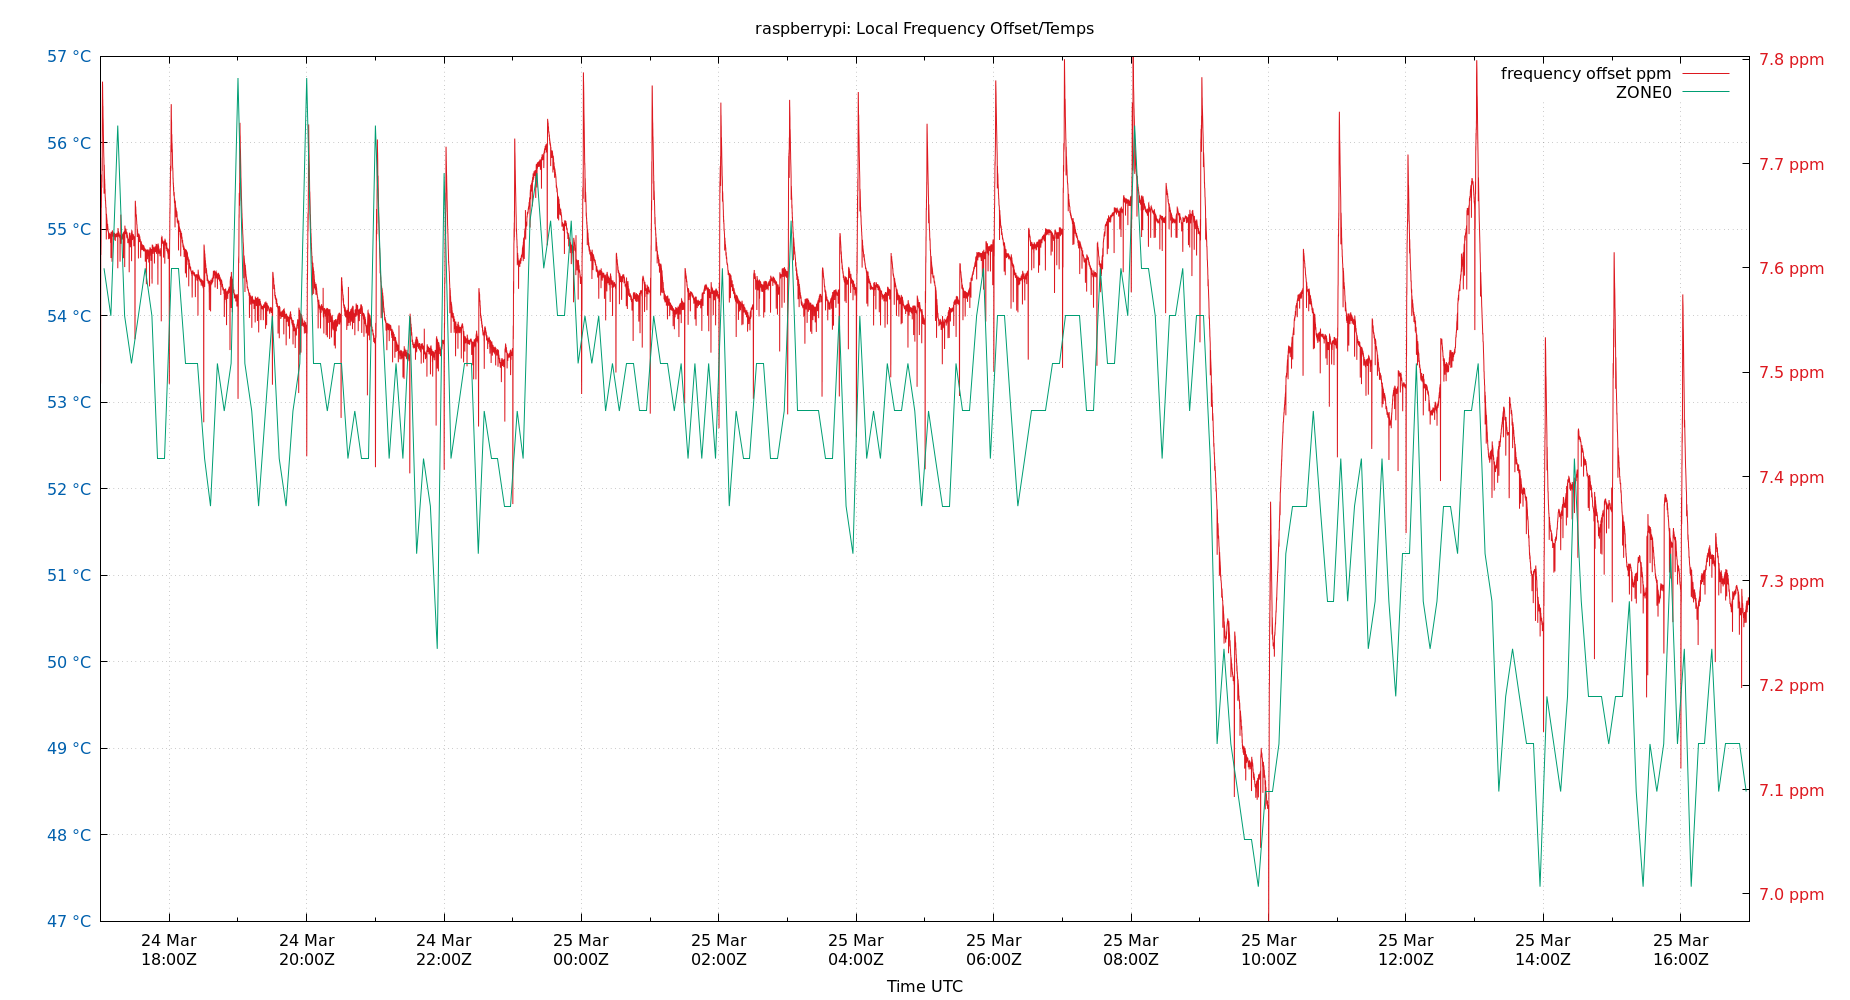 raspberrypi: Local Frequency Offset/Temps
57 °C
56 °C
55 °C
54 °C
53 °C
52 °C
51 °C
50 °C
49 °C
48 °C
47 °C
7.8 ppm
7.7 ppm
7.6 ppm
7.5 ppm
7.4 ppm
7.3 ppm
7.2 ppm
7.1 ppm
7.0 ppm
frequency offset ppm
ZONE0
24 Mar
18:00Z
24 Mar
20:00Z
24 Mar
22:00Z
25 Mar
00:00Z
25 Mar
02:00Z
25 Mar
04:00Z
25 Mar
06:00Z
25 Mar
08:00Z
25 Mar
10:00Z
25 Mar
12:00Z
25 Mar
14:00Z
25 Mar
16:00Z
Time UTC